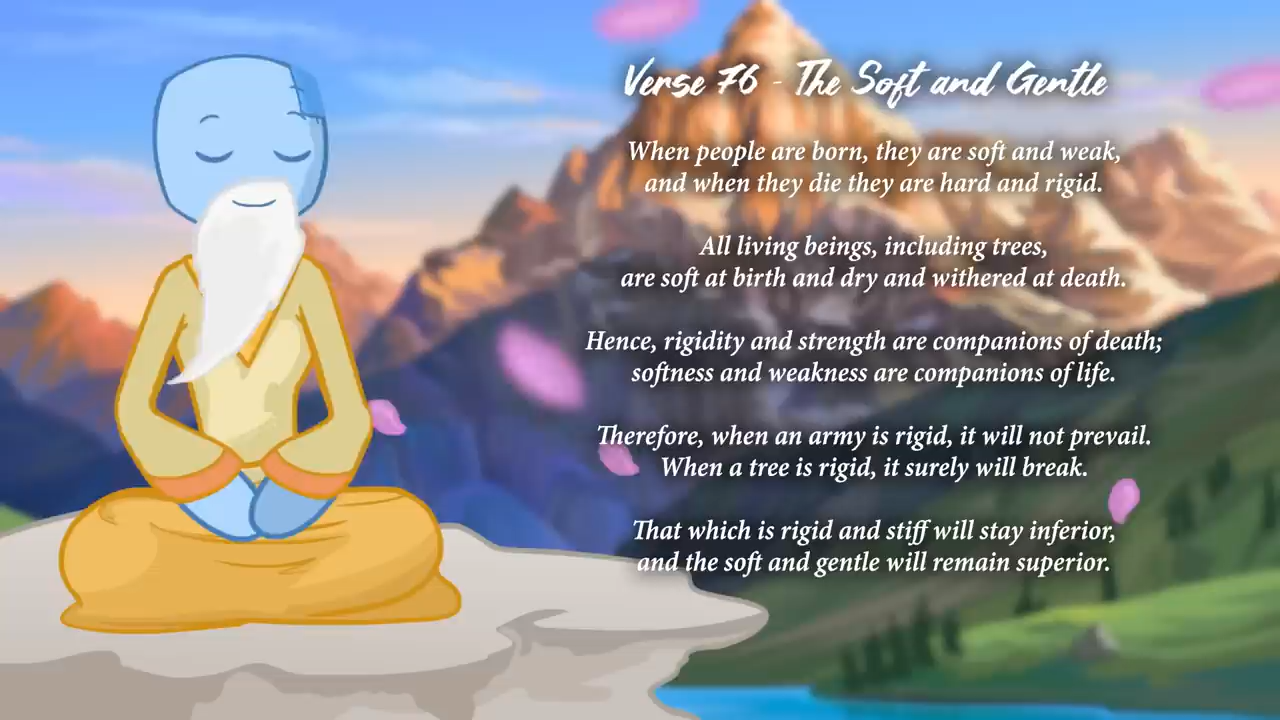 Verse 76 - The Soft and Gentle
When people are born, they are soft and weak,
and when they die they are hard and rigid.
All living beings, including trees,
are soft at birth and dry and withered at death.
Hence, rigidity and strength are companions of death;
softness and weakness are companions of life.
Therefore, when an army is rigid, it will not prevail.
When a tree is rigid, it surely will break.
That which is rigid and stiff will stay inferior,
and the soft and gentle will remain superior.